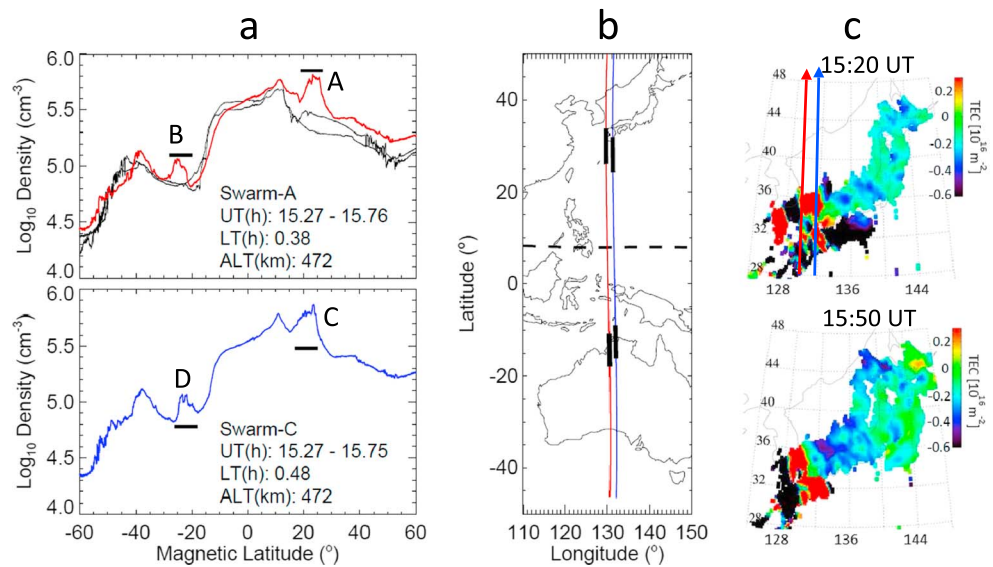 a
b
c
6.0
5.5
5.0
4.5
4.0
Log10 Density (cm-3)
A
B
Swarm-A
UT(h): 15.27 - 15.76
LT(h): 0.38
ALT(km): 472
6.0
5.5
5.0
4.5
4.0
Log10 Density (cm-3)
C
D
Swarm-C
UT(h): 15.27 - 15.75
LT(h): 0.48
ALT(km): 472
-60 -40 -20 0 20 40 60
Magnetic Latitude (°)
40
20
0
-20
-40
Latitude (°)
110 120 130 140 150
Longitude (°)
15:20 UT
48
44
40
36
32
28
128 136 144
0.2
0.0
-0.2
-0.4
-0.6
TEC [10^16 m^-2]
15:50 UT
48
44
40
36
32
28
128 136 144
0.2
0.0
-0.2
-0.4
-0.6
TEC [10^16 m^-2]